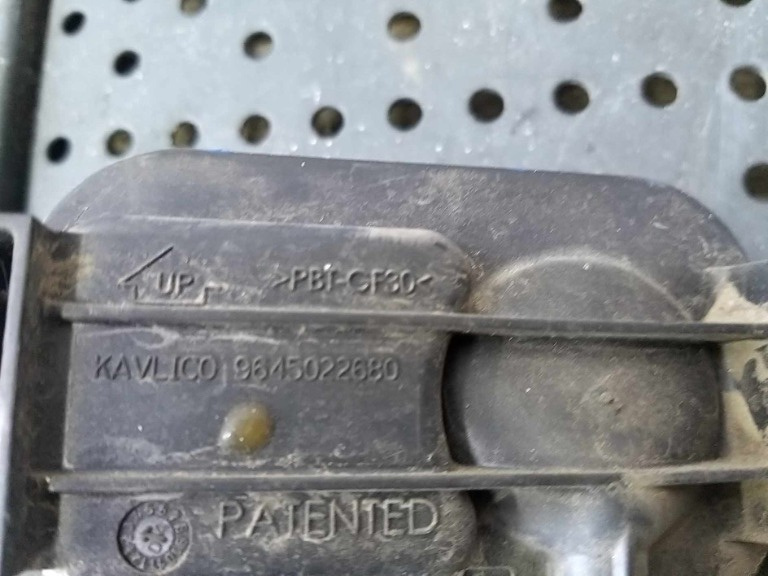 UP >PBT-GF30<
KAVLICO 9645022680
PATENTED